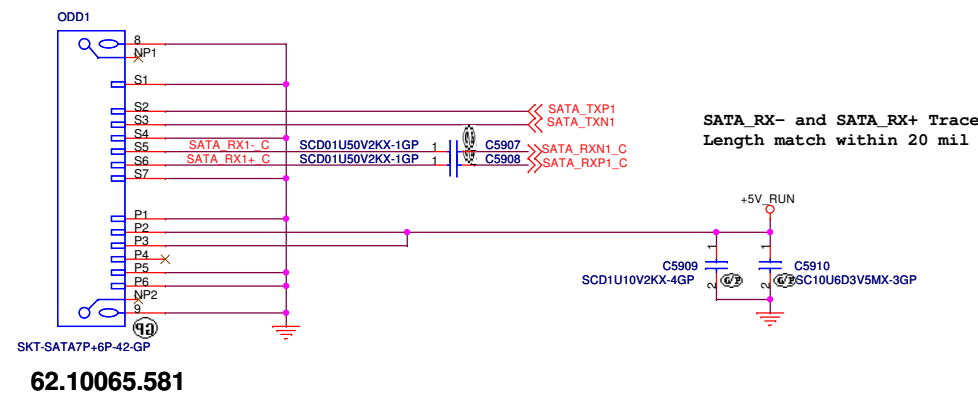 ODD1
8
NP1
S1
S2
S3
S4
S5
S6
S7
SATA_TXP1
SATA_TXN1
SATA_RX1-_C SCD01U50V2KX-1GP 1 2 C5907 SATA_RXN1_C
SATA_RX1+_C SCD01U50V2KX-1GP 1 2 C5908 SATA_RXP1_C
SATA_RX- and SATA_RX+ Trace
Length match within 20 mil
+5V_RUN
P1
P2
P3
P4
P5
P6
NP2
9
1
1
C5909
C5910
SCD1U10V2KX-4GP
SC10U6D3V5MX-3GP
2
2
GP
SKT-SATA7P+6P-42-GP
62.10065.581